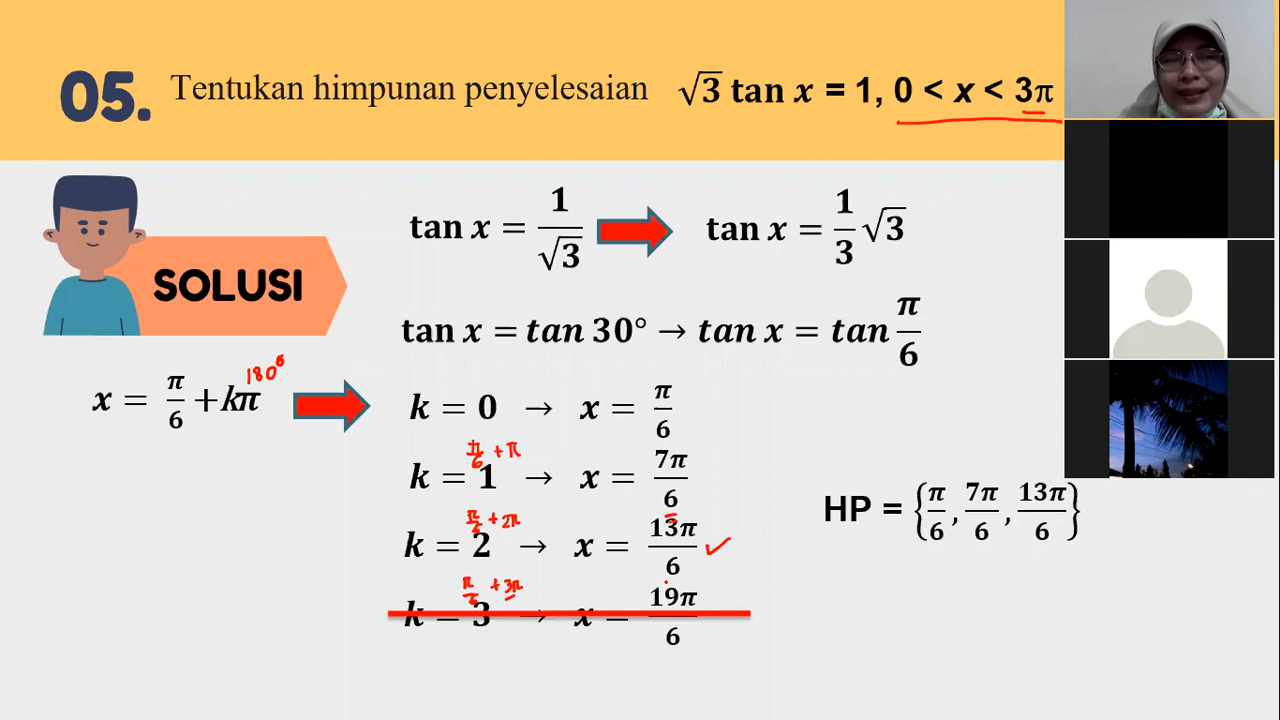 05. Tentukan himpunan penyelesaian √3 tan x = 1, 0 < x < 3π
tan x = 1/√3 tan x = 1/3 √3
SOLUSI
tan x = tan 30° → tan x = tan π/6
180°
x = π/6 + kπ
k = 0 → x = π/6
π/6 + π
k = 1 → x = 7π/6
π/6 + 2π
k = 2 → x = 13π/6 ✓
π/6 + 3π
k = 3 → x = 19π/6
HP = {π/6, 7π/6, 13π/6}